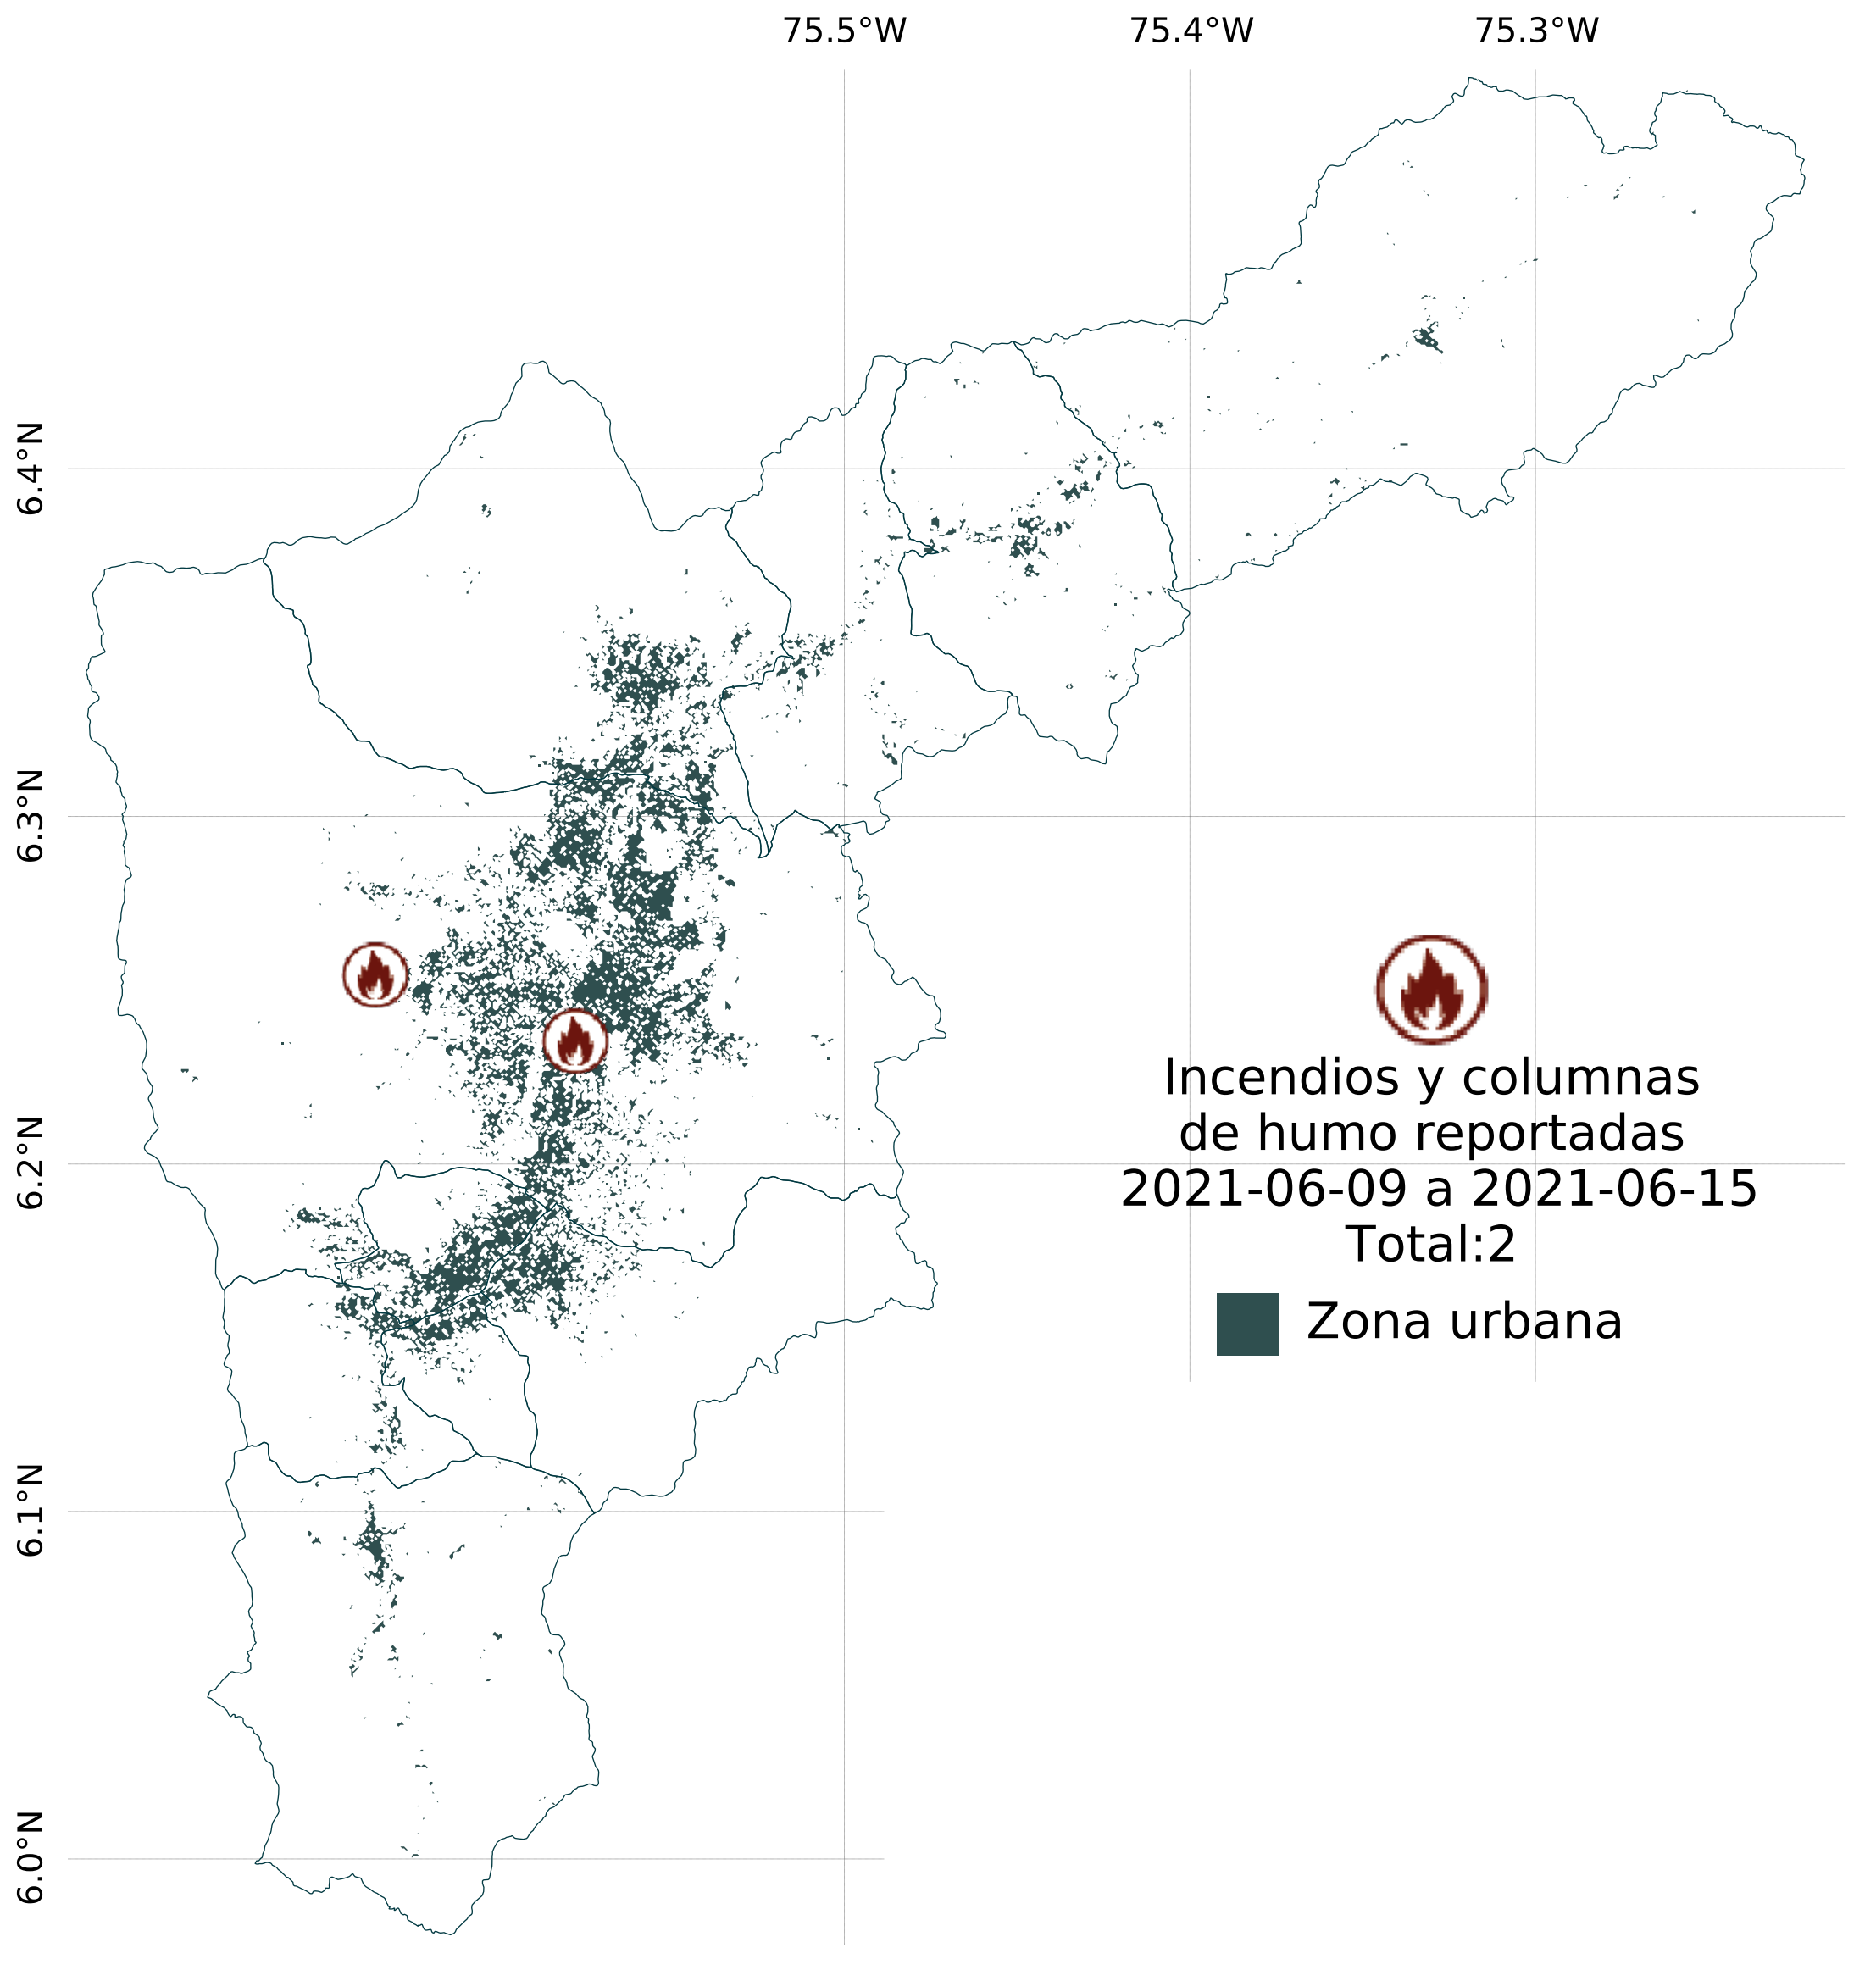 75.5°W 75.4°W 75.3°W
6.4°N
6.3°N
6.2°N
6.1°N
6.0°N
Incendios y columnas
de humo reportadas
2021-06-09 a 2021-06-15
Total:2
Zona urbana